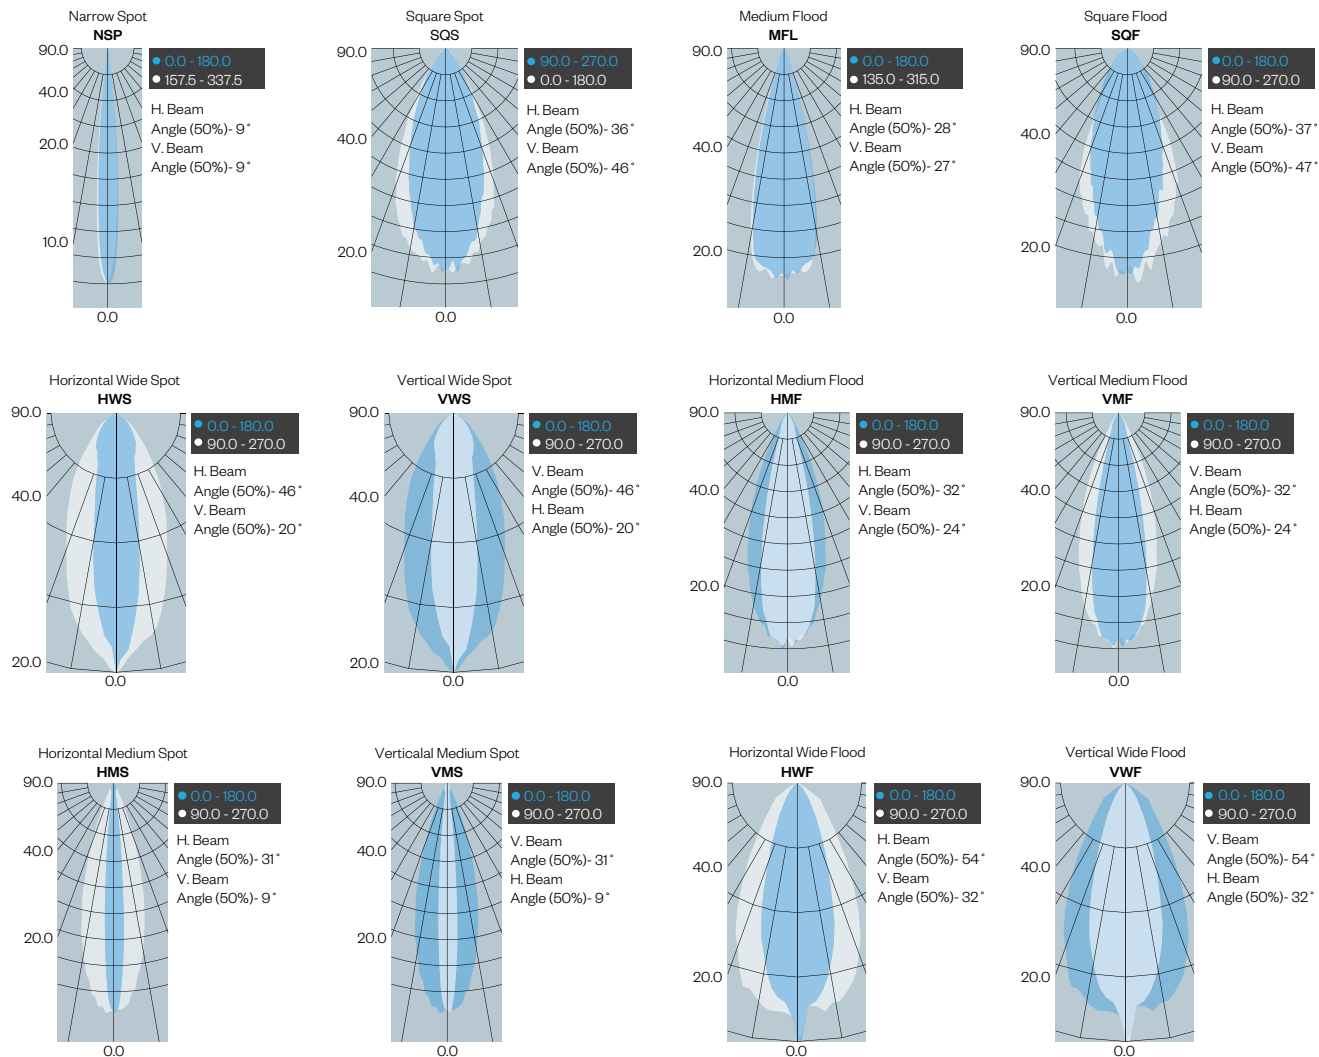 Narrow Spot
NSP
90.0
40.0
20.0
10.0
0.0
0.0 - 180.0
157.5 - 337.5
H. Beam
Angle (50%)- 9°
V. Beam
Angle (50%)- 9°
Square Spot
SQS
90.0
40.0
20.0
0.0
90.0 - 270.0
0.0 - 180.0
H. Beam
Angle (50%)- 36°
V. Beam
Angle (50%)- 46°
Medium Flood
MFL
90.0
40.0
20.0
0.0
0.0 - 180.0
135.0 - 315.0
H. Beam
Angle (50%)- 28°
V. Beam
Angle (50%)- 27°
Square Flood
SQF
90.0
40.0
20.0
0.0
0.0 - 180.0
90.0 - 270.0
H. Beam
Angle (50%)- 37°
V. Beam
Angle (50%)- 47°
Horizontal Wide Spot
HWS
90.0
40.0
20.0
0.0
0.0 - 180.0
90.0 - 270.0
H. Beam
Angle (50%)- 46°
V. Beam
Angle (50%)- 20°
Vertical Wide Spot
VWS
90.0
40.0
20.0
0.0
0.0 - 180.0
90.0 - 270.0
V. Beam
Angle (50%)- 46°
H. Beam
Angle (50%)- 20°
Horizontal Medium Flood
HMF
90.0
40.0
20.0
0.0
0.0 - 180.0
90.0 - 270.0
H. Beam
Angle (50%)- 32°
V. Beam
Angle (50%)- 24°
Vertical Medium Flood
VMF
90.0
40.0
20.0
0.0
0.0 - 180.0
90.0 - 270.0
V. Beam
Angle (50%)- 32°
H. Beam
Angle (50%)- 24°
Horizontal Medium Spot
HMS
90.0
40.0
20.0
0.0
0.0 - 180.0
90.0 - 270.0
H. Beam
Angle (50%)- 31°
V. Beam
Angle (50%)- 9°
Verticalal Medium Spot
VMS
90.0
40.0
20.0
0.0
0.0 - 180.0
90.0 - 270.0
V. Beam
Angle (50%)- 31°
H. Beam
Angle (50%)- 9°
Horizontal Wide Flood
HWF
90.0
40.0
20.0
0.0
0.0 - 180.0
90.0 - 270.0
H. Beam
Angle (50%)- 54°
V. Beam
Angle (50%)- 32°
Vertical Wide Flood
VWF
90.0
40.0
20.0
0.0
0.0 - 180.0
90.0 - 270.0
V. Beam
Angle (50%)- 54°
H. Beam
Angle (50%)- 32°